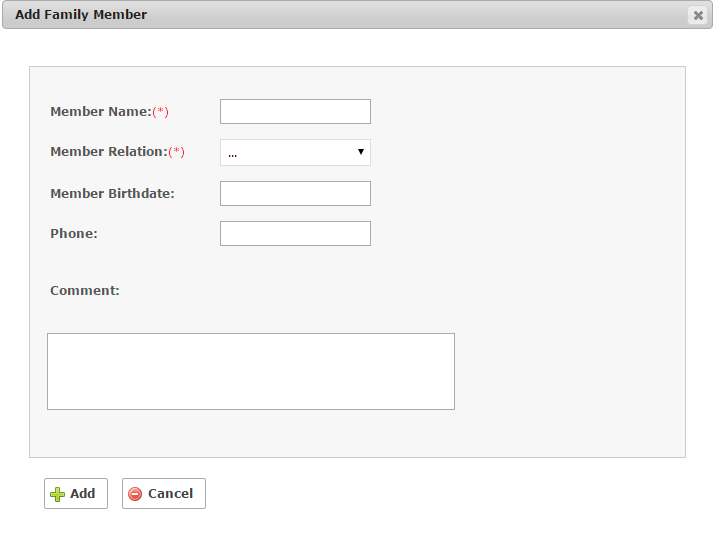 Add Family Member
Member Name:(*)
Member Relation:(*)
...
Member Birthdate:
Phone:
Comment:
Add Cancel